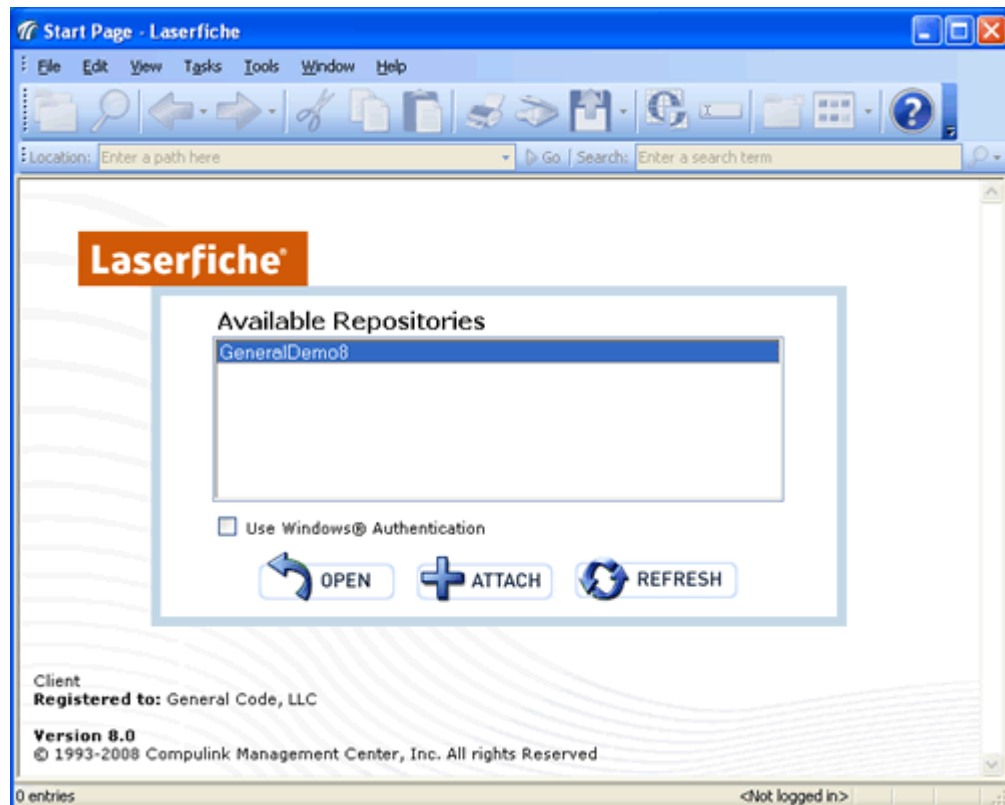 Start Page - Laserfiche
File Edit View Tasks Tools Window Help
Location: Enter a path here Go Search: Enter a search term
Laserfiche®
Available Repositories
GeneralDemo8
Use Windows® Authentication
OPEN ATTACH REFRESH
Client
Registered to: General Code, LLC
Version 8.0
© 1993-2008 Compulink Management Center, Inc. All rights Reserved
0 entries <Not logged in>